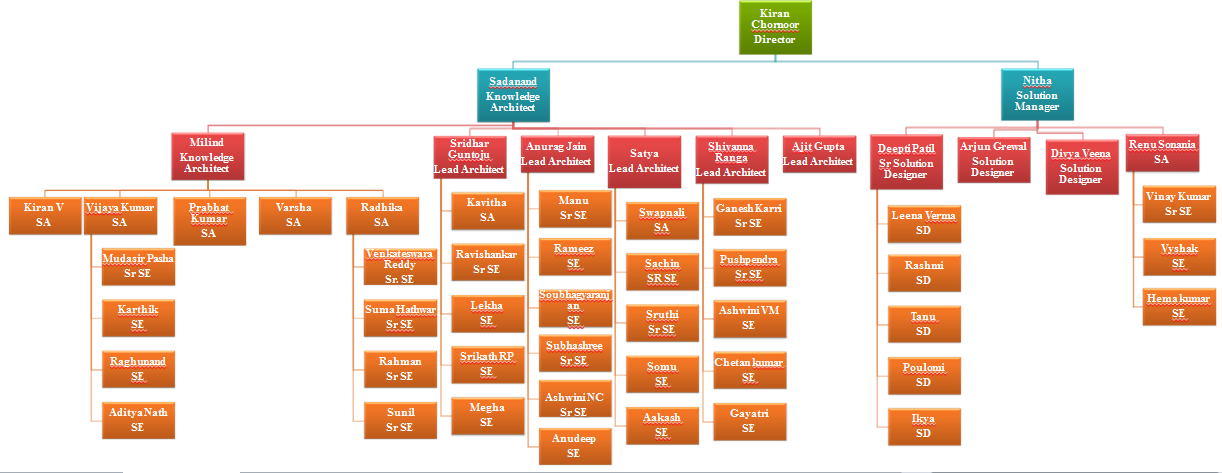 Kiran
Chornoor
Director
Sadanand
Knowledge
Architect
Nitha
Solution
Manager
Milind
Knowledge
Architect
Sridhar
Guntoju
Lead Architect
Anurag Jain
Lead Architect
Satya
Lead Architect
Shivanna
Ranga
Lead Architect
Ajit Gupta
Lead Architect
Deepti Patil
Sr Solution
Designer
Arjun Grewal
Solution
Designer
Divya Veena
Solution
Designer
Renu Sonania
SA
Kiran V
SA
Vijaya Kumar
SA
Prabhat
Kumar
SA
Varsha
SA
Radhika
SA
Mudasir Pasha
Sr SE
Karthik
SE
Raghunand
SE
Aditya Nath
SE
Venkateswara
Reddy
Sr. SE
Suma Hathwar
Sr SE
Rahman
Sr SE
Sunil
Sr SE
Kavitha
SA
Ravishankar
Sr SE
Lekha
SE
Srikath RP
SE
Megha
SE
Manu
Sr SE
Rameez
SE
Soubhagyaranj
an
SE
Subhashree
Sr SE
Ashwini NC
Sr SE
Anudeep
SE
Swapnali
SA
Sachin
SR SE
Sruthi
Sr SE
Somu
SE
Aakash
SE
Ganesh Karri
Sr SE
Pushpendra
Sr SE
Ashwini VM
SE
Chetan kumar
SE
Gayatri
SE
Leena Verma
SD
Rashmi
SD
Tanu
SD
Poulomi
SD
Ikya
SD
Vinay Kumar
Sr SE
Vyshak
SE
Hema kumar
SE